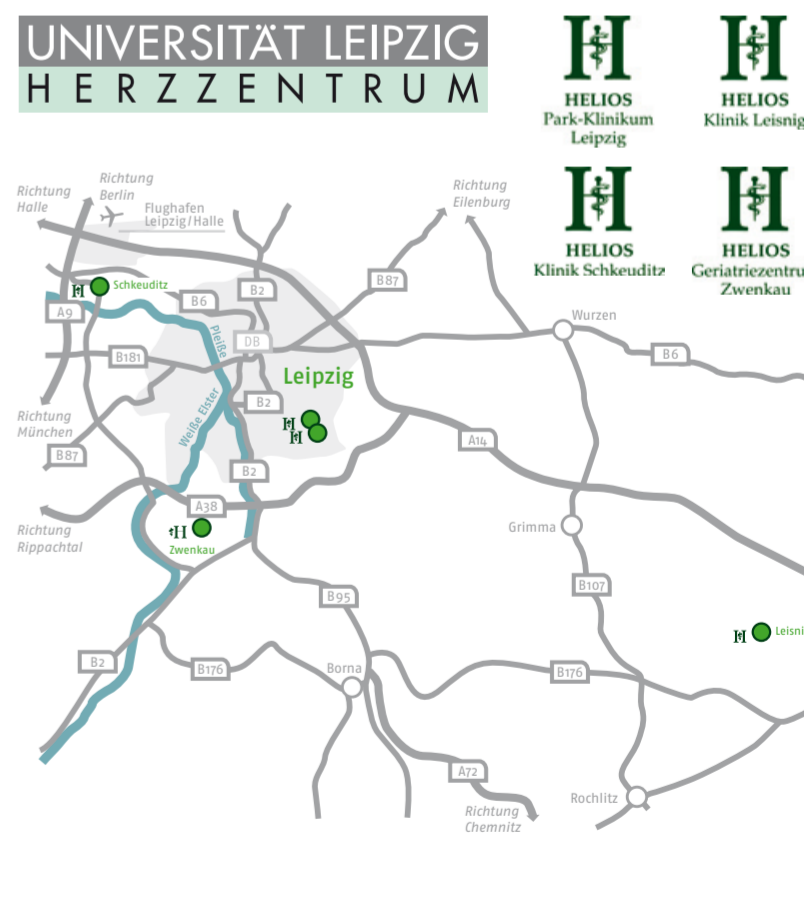 UNIVERSITÄT LEIPZIG
HERZZENTRUM
HELIOS
Park-Klinikum
Leipzig
HELIOS
Klinik Leisnig
HELIOS
Klinik Schkeuditz
HELIOS
Geriatriezentru
Zwenkau
Richtung
Halle
Richtung
Berlin
Flughafen
Leipzig/Halle
Richtung
Eilenburg
H
Schkeuditz
A9
B6
B2
B87
Wurzen
B6
Pleiße
DB
B181
Leipzig
B2
Weiße Elster
H
H
Richtung
München
B87
B2
A14
A38
Richtung
Rippachtal
H
Zwenkau
Grimma
B107
B95
H
Leisni
B2
B176
Borna
B176
A72
Rochlitz
Richtung
Chemnitz